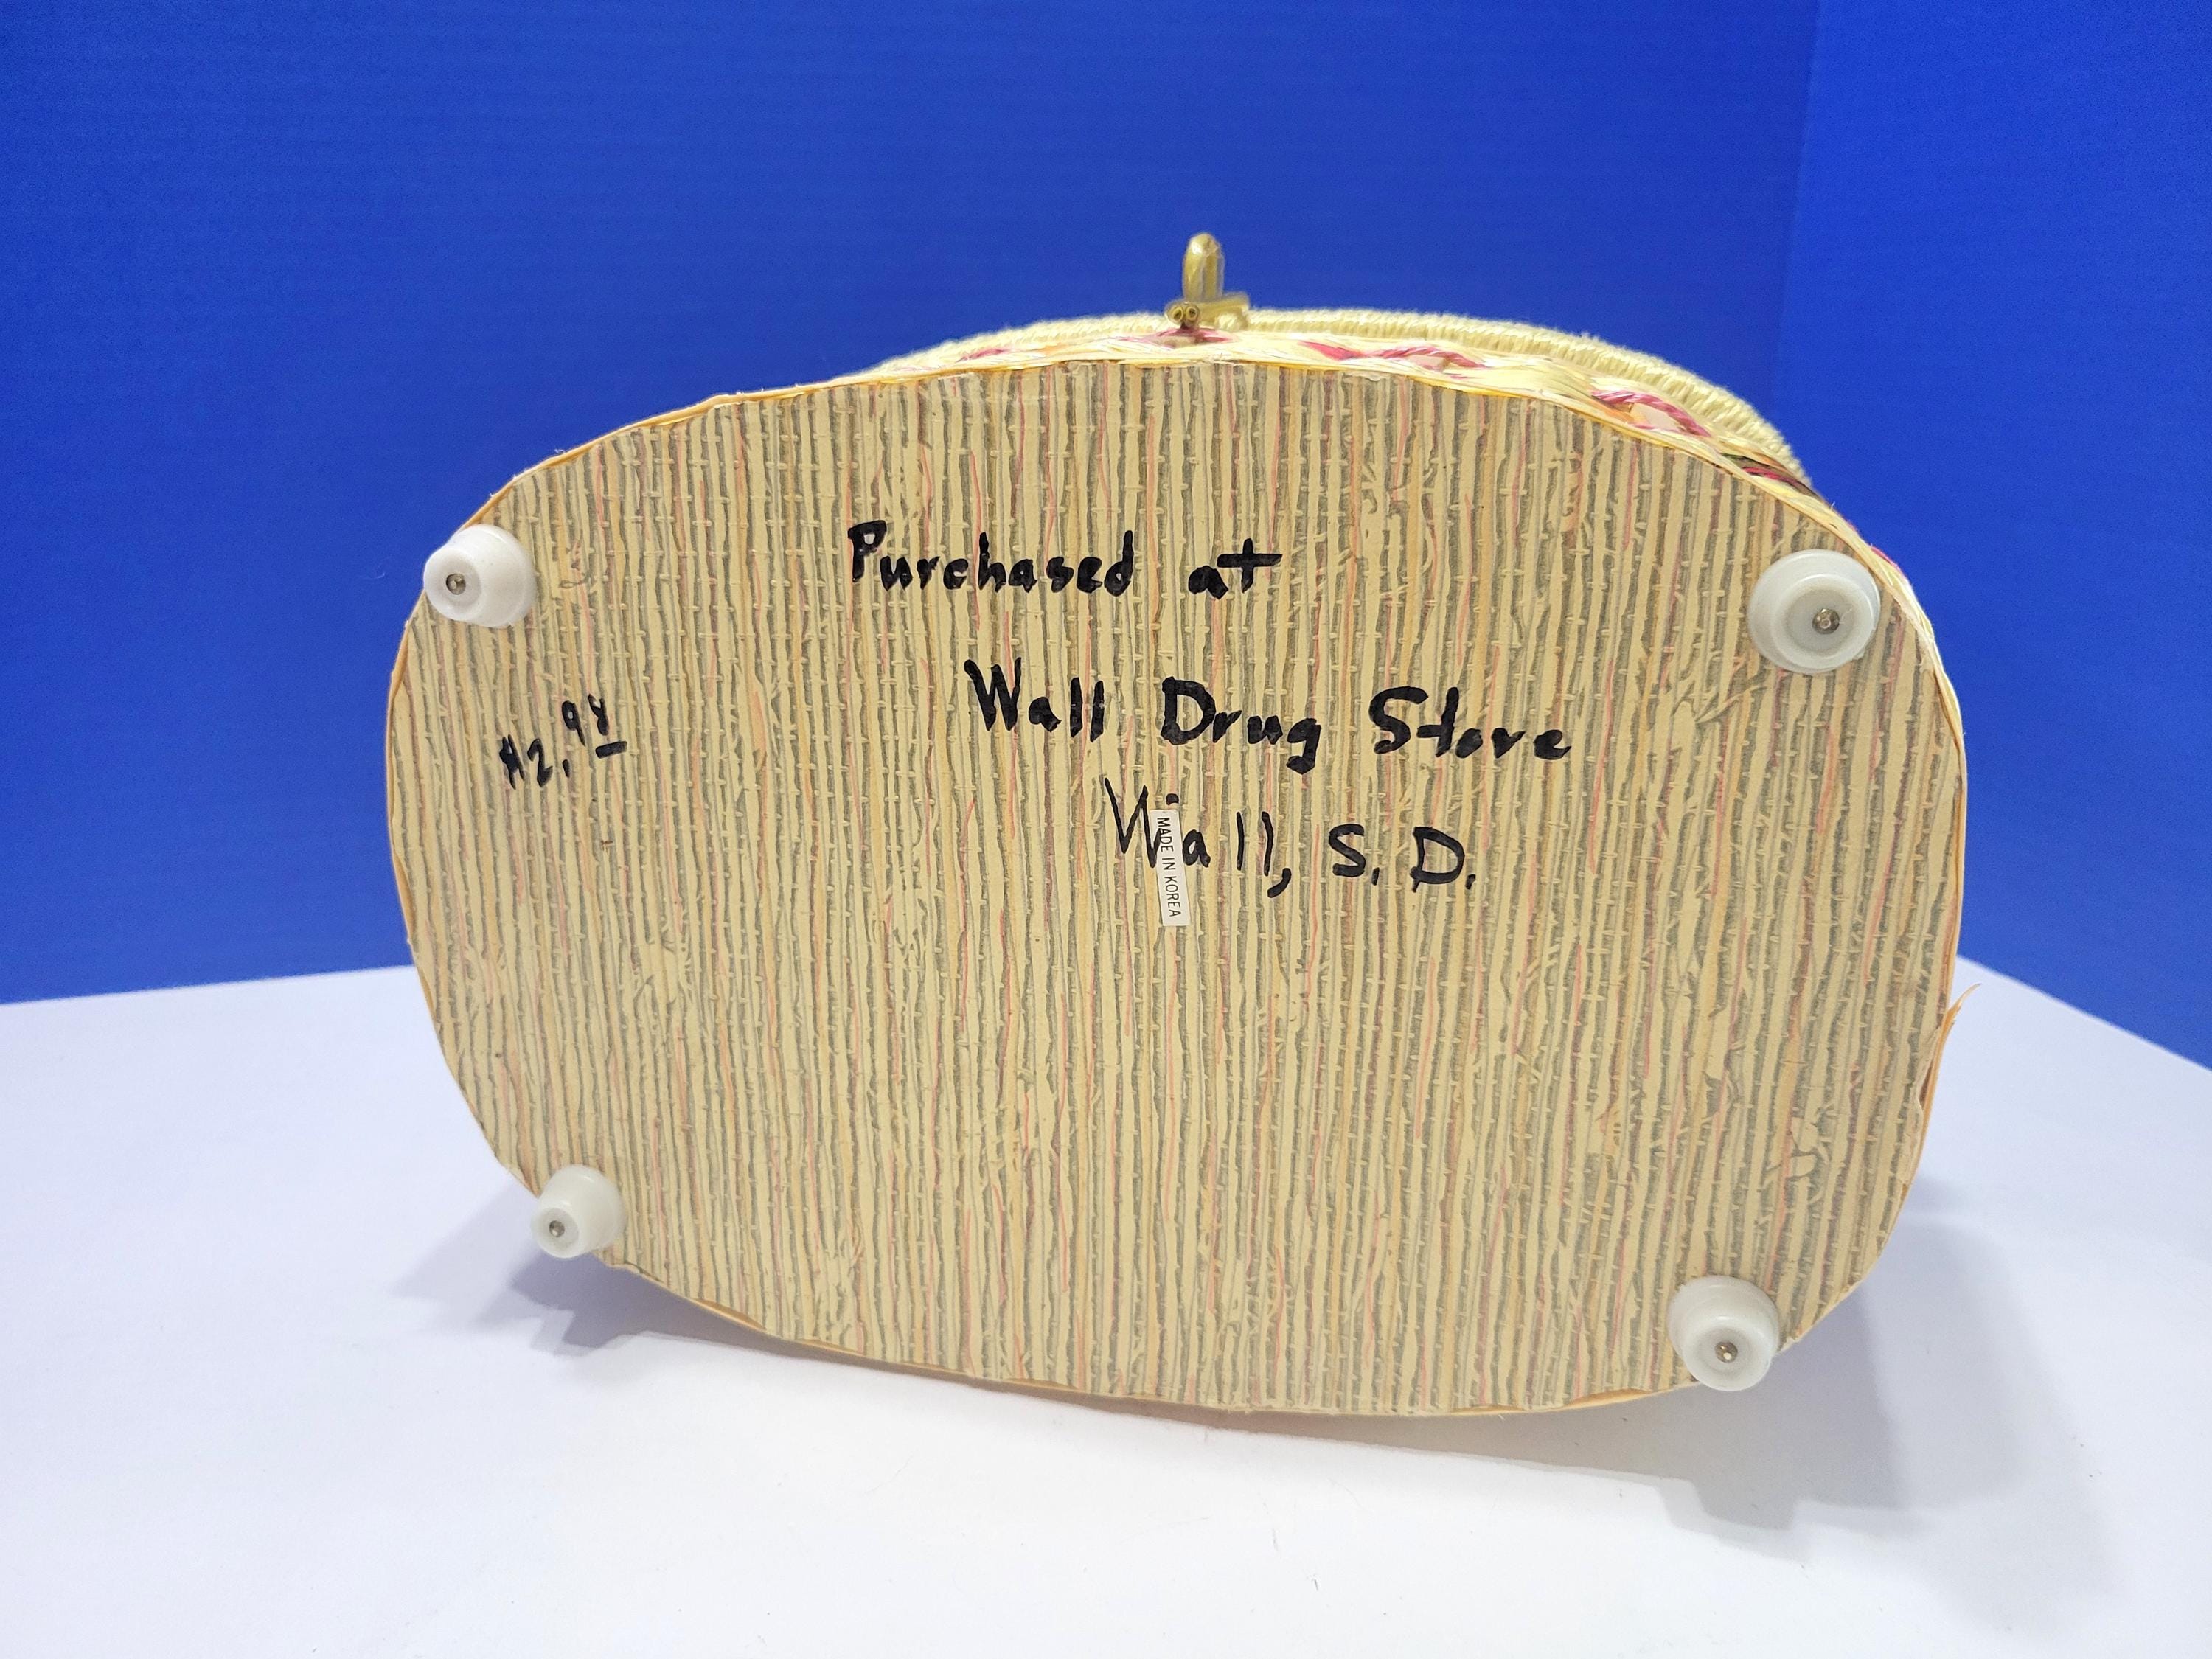 Purchased at
Wall Drug Store
$2.98
Wall, S.D.
MADE IN KOREA